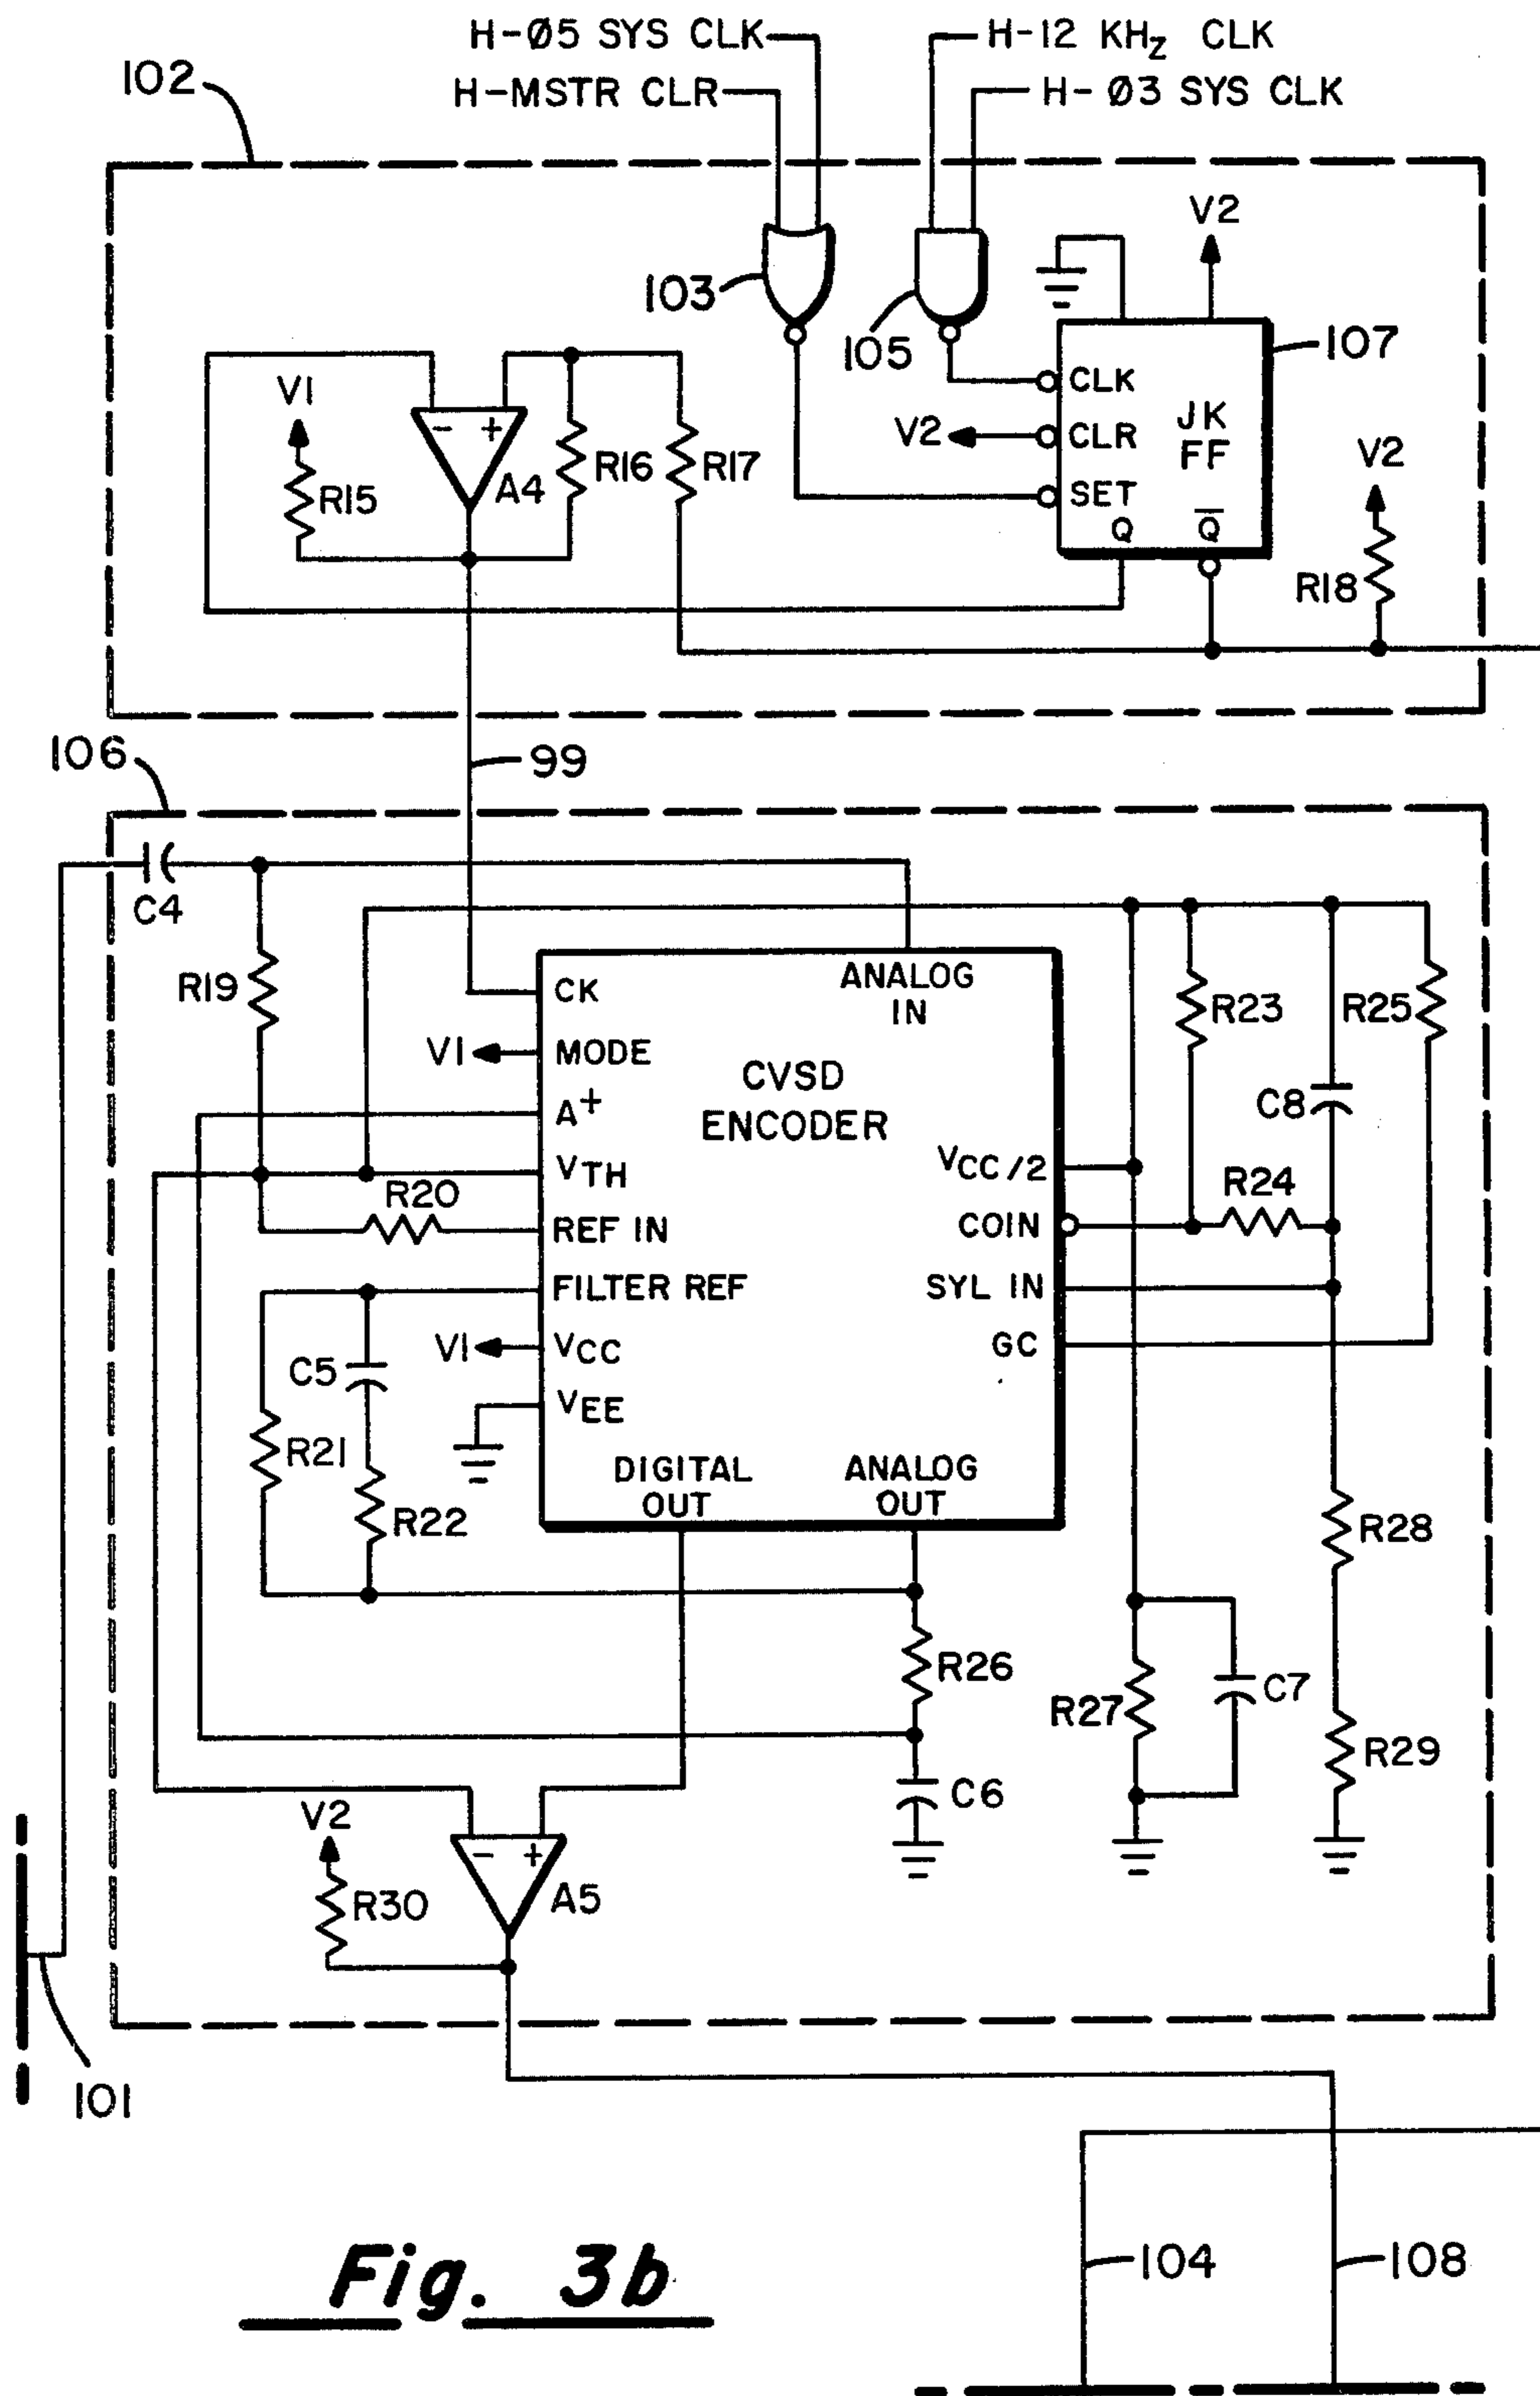 H-Ø5 SYS CLK
H-12 KHz CLK
H-MSTR CLR
H-Ø3 SYS CLK
102
V2
103
105
107
CLK
V1
- +
V2
CLR
JK
FF
V2
R15
A4
R16
R17
SET
Q
Q̅
R18
106
99
C4
R19
CK
ANALOG
IN
R23
R25
V1
MODE
CVSD
ENCODER
C8
A+
VTH
VCC/2
R24
R20
REF IN
COIN
FILTER REF
SYL IN
C5
V1
VCC
GC
VEE
R21
DIGITAL
OUT
ANALOG
OUT
R22
R28
R26
R27
C7
R29
C6
V2
- +
R30
A5
101
104
108
Fig. 3b